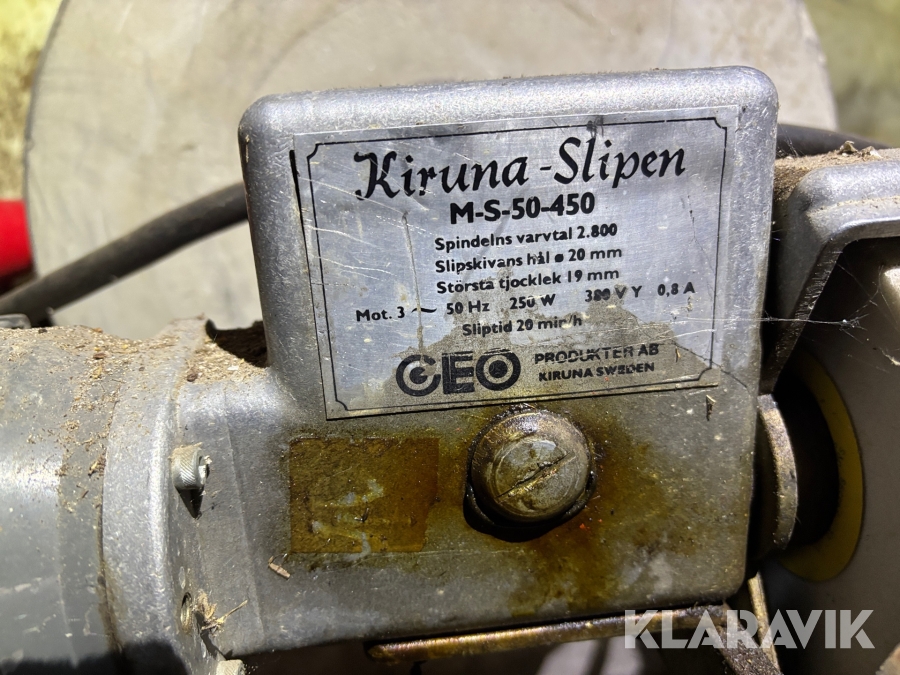 Kiruna-Slipen
M-S-50-450
Spindelns varvtal 2.800
Slipskivans hål ø 20 mm
Största tjocklek 19 mm
Mot. 3 ~ 50 Hz 250 W 380 V Y 0,8 A
Sliptid 20 min/h
GEO PRODUKTER AB
KIRUNA SWEDEN
KLARAVIK